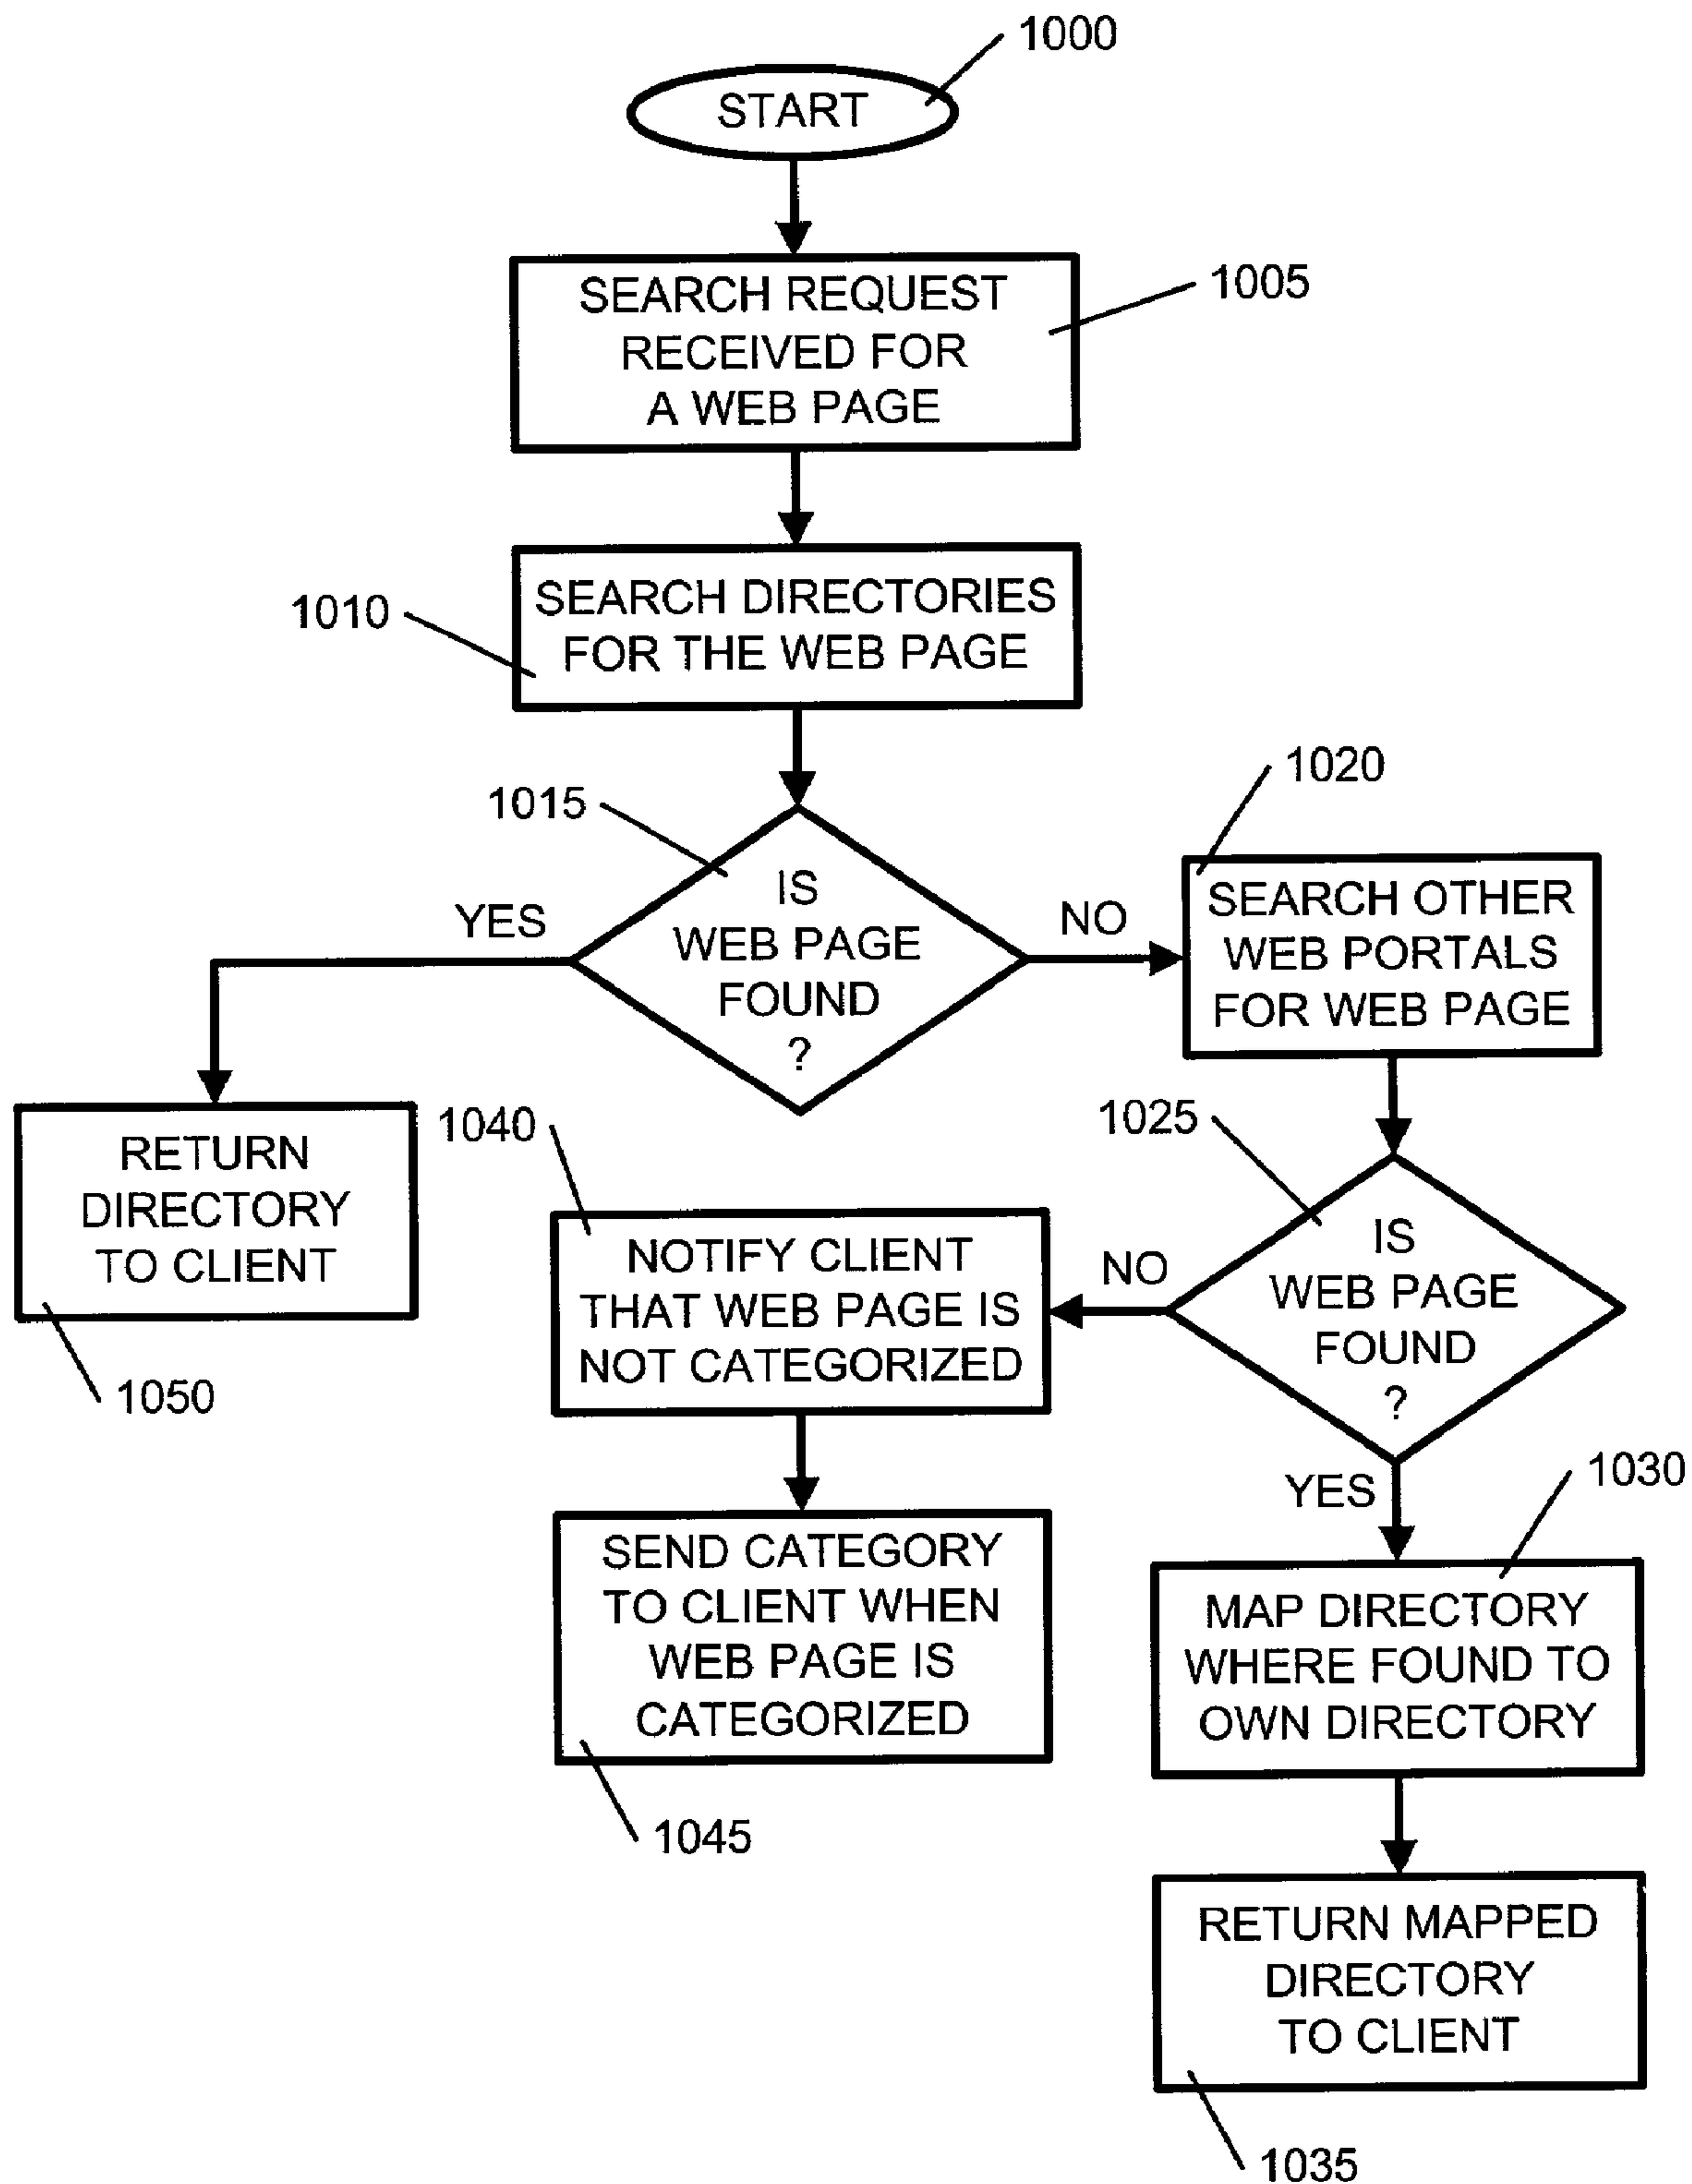 1000
START
1005
SEARCH REQUEST
RECEIVED FOR
A WEB PAGE
1010
SEARCH DIRECTORIES
FOR THE WEB PAGE
1015
IS
WEB PAGE
FOUND
?
YES
NO
1020
SEARCH OTHER
WEB PORTALS
FOR WEB PAGE
RETURN
DIRECTORY
TO CLIENT
1050
1040
NOTIFY CLIENT
THAT WEB PAGE IS
NOT CATEGORIZED
NO
1025
IS
WEB PAGE
FOUND
?
YES
1030
SEND CATEGORY
TO CLIENT WHEN
WEB PAGE IS
CATEGORIZED
1045
MAP DIRECTORY
WHERE FOUND TO
OWN DIRECTORY
RETURN MAPPED
DIRECTORY
TO CLIENT
1035